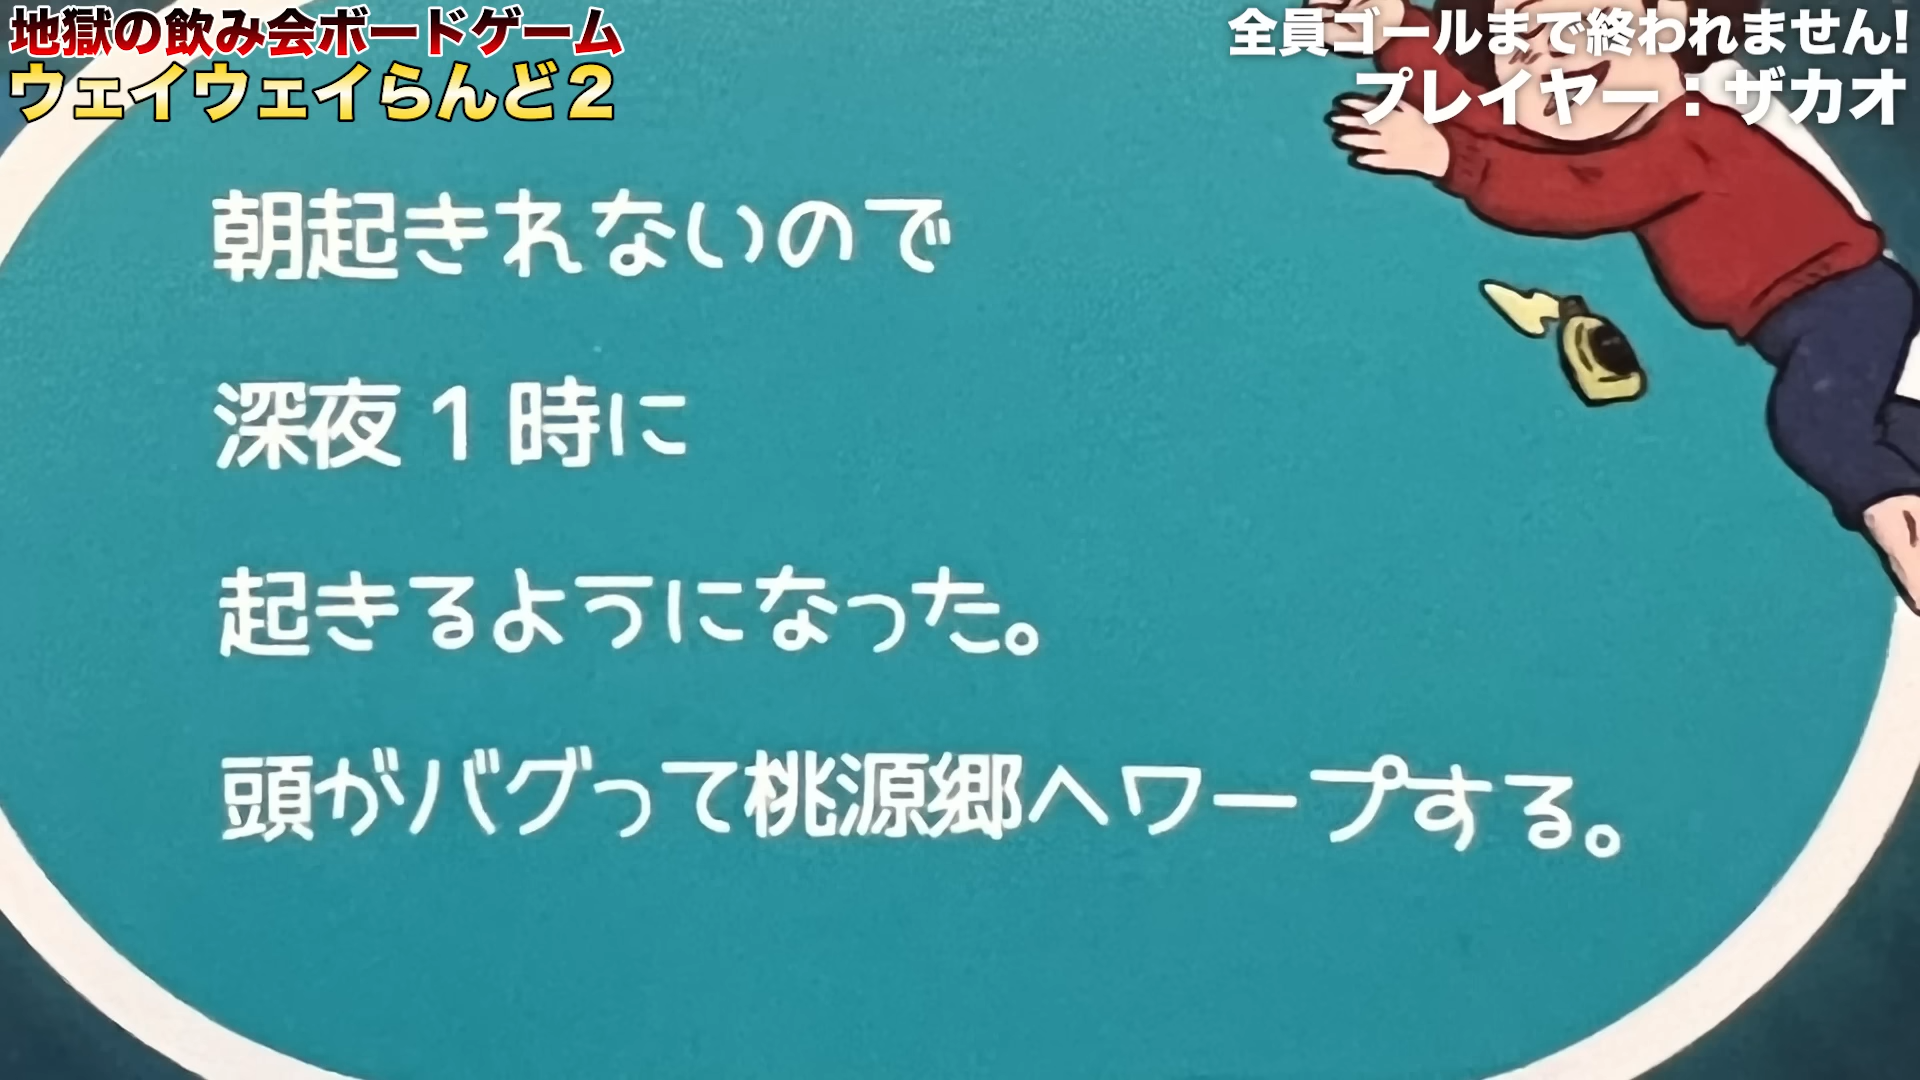 地獄の飲み会ボードゲーム
ウェイウェイらんど2
全員ゴールまで終われません!
プレイヤー：ザカオ
朝起きれないので
深夜1時に
起きるようになった。
頭がバグって桃源郷へワープする。